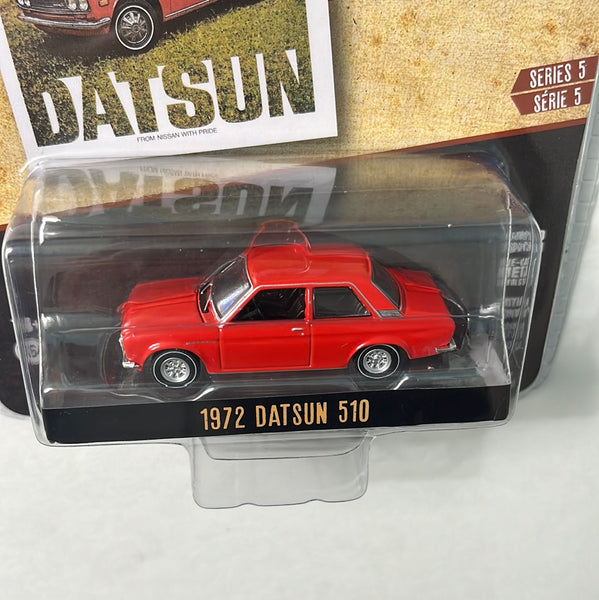 DATSUN
FROM NISSAN WITH PRIDE
SERIES 5
SÉRIE 5
1972 DATSUN 510